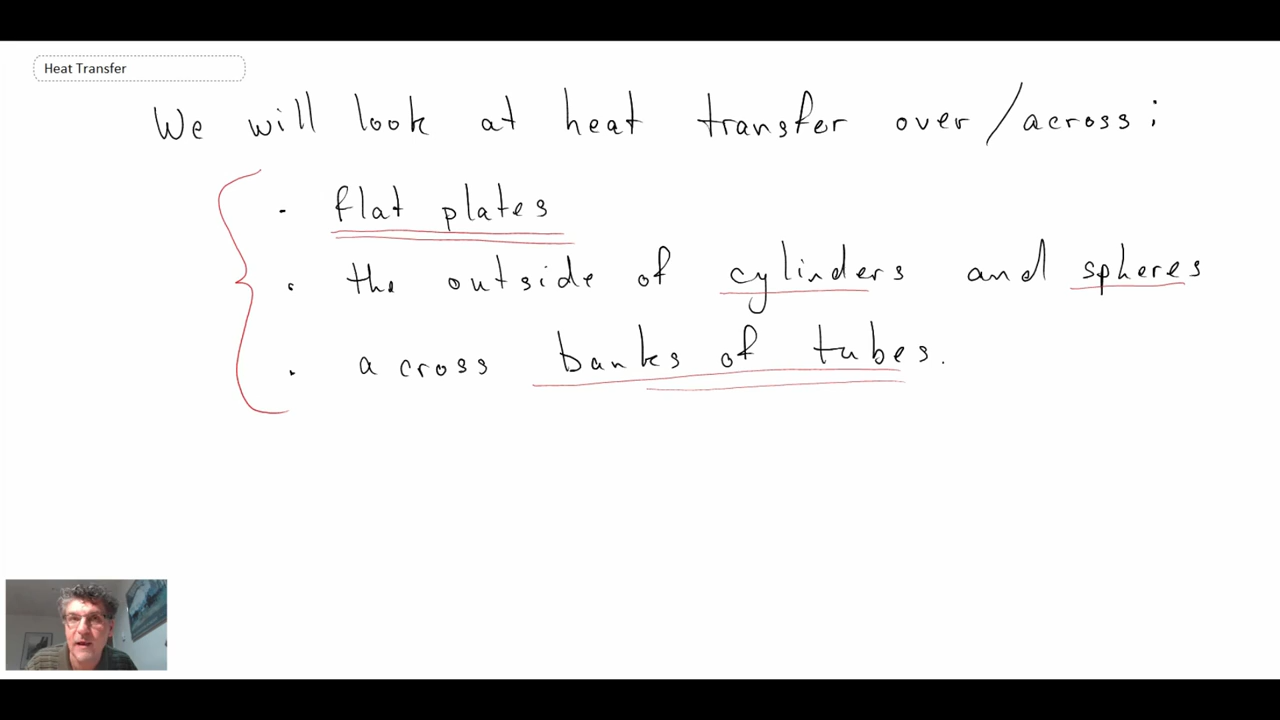 Heat Transfer
We will look at heat transfer over/across:
· flat plates
· the outside of cylinders and spheres
· across banks of tubes.